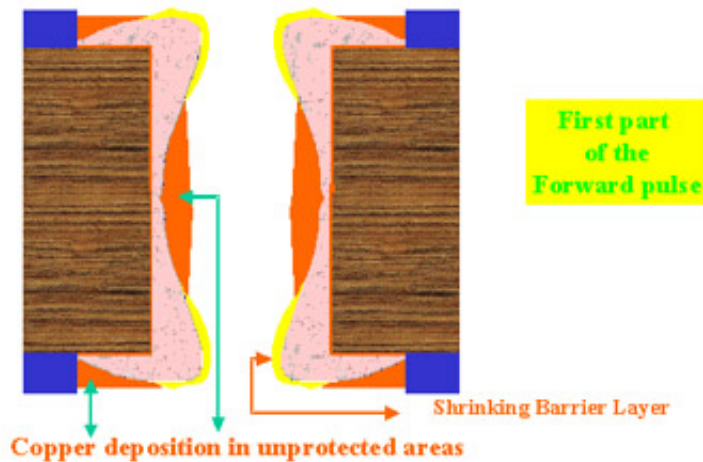 First part
of the
Forward pulse
Shrinking Barrier Layer
Copper deposition in unprotected areas